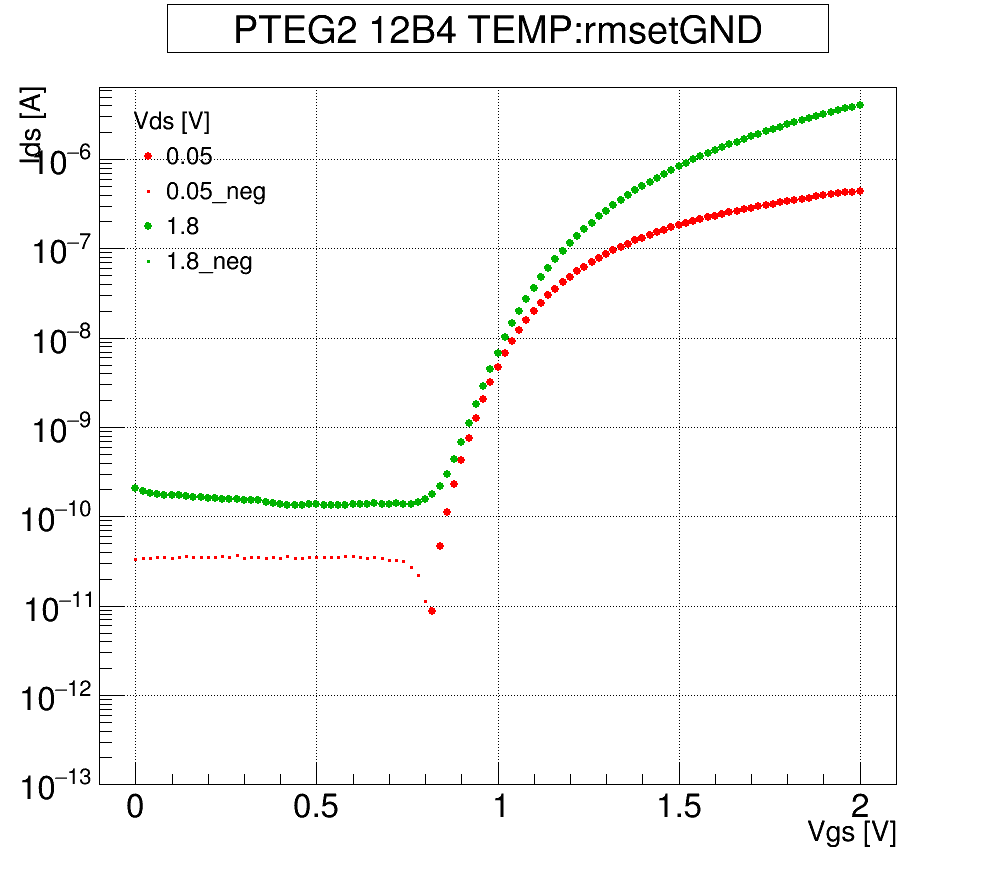 PTEG2 12B4 TEMP:rmsetGND
Ids [A]
Vds [V]
0.05
0.05_neg
1.8
1.8_neg
10−6
10−7
10−8
10−9
10−10
10−11
10−12
10−13
0 0.5 1 1.5 2
Vgs [V]